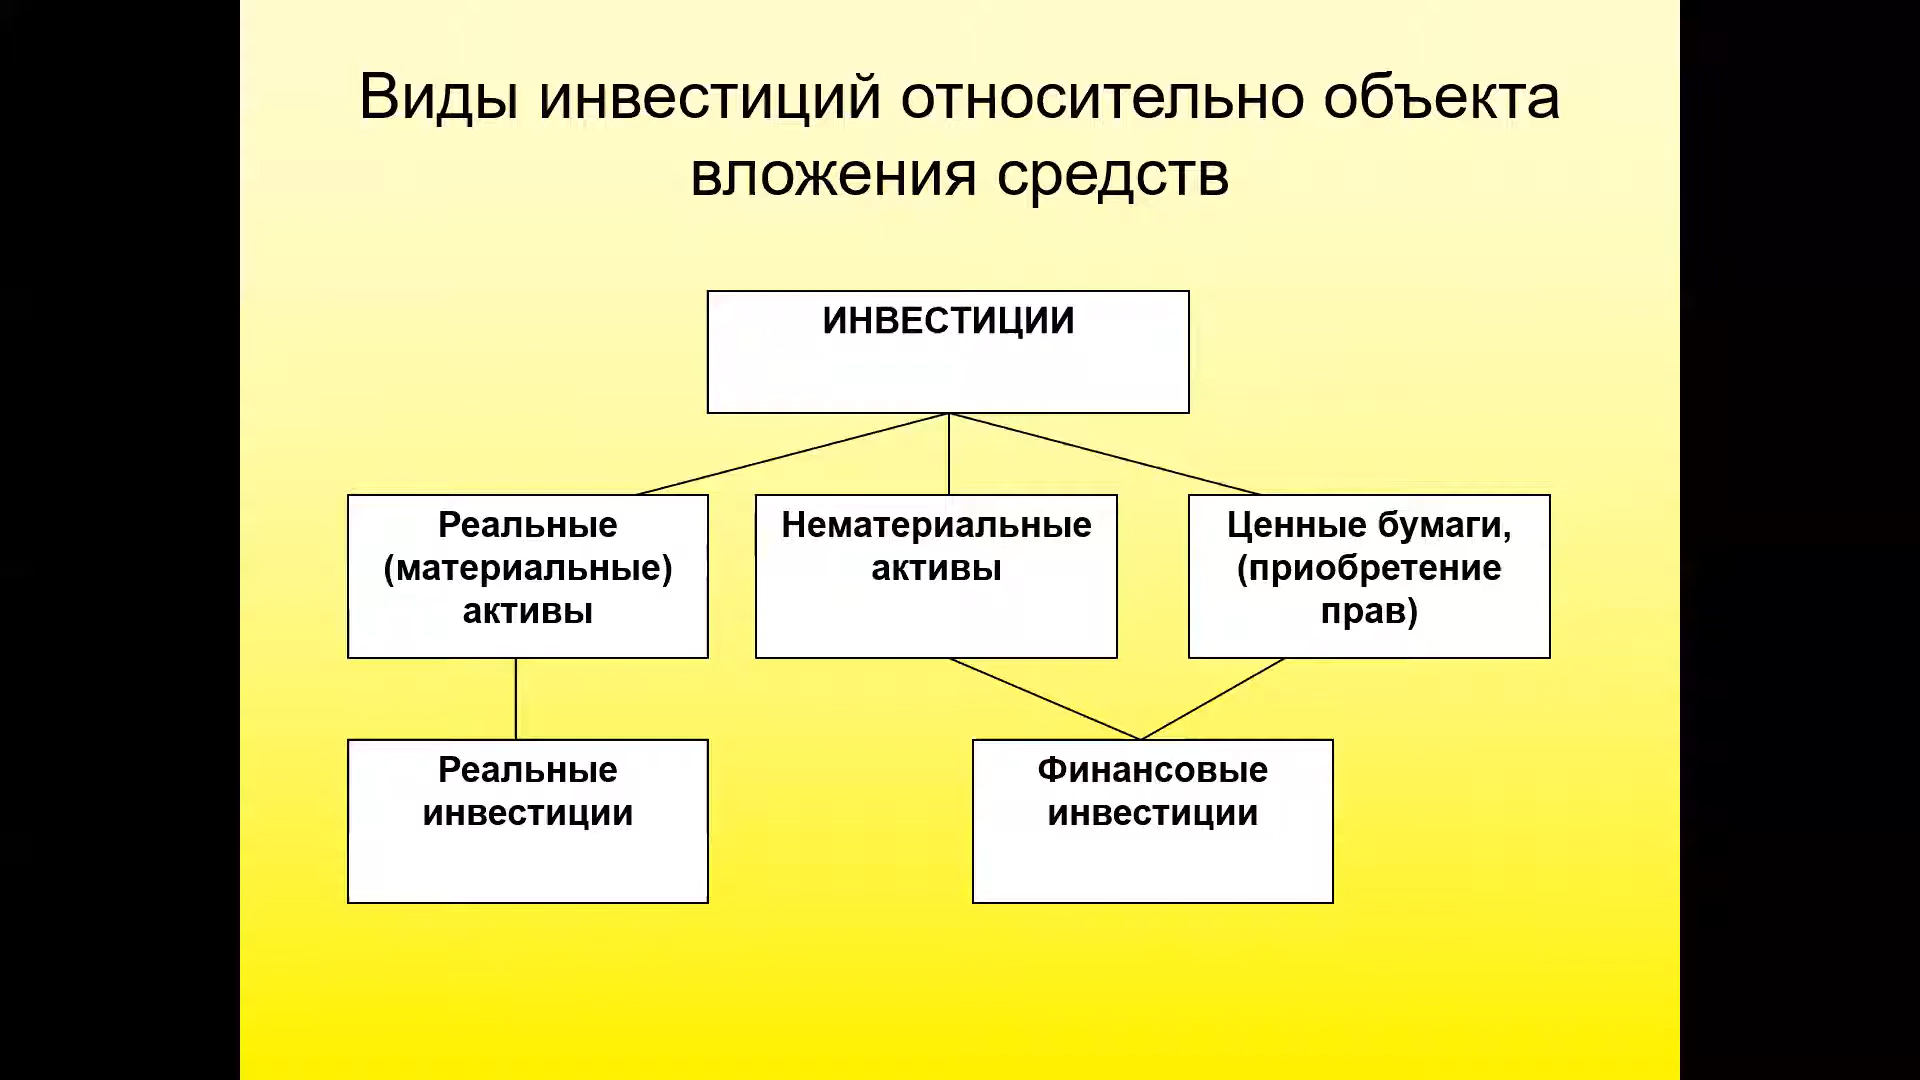 Виды инвестиций относительно объекта
вложения средств
ИНВЕСТИЦИИ
Реальные
(материальные)
активы
Нематериальные
активы
Ценные бумаги,
(приобретение
прав)
Реальные
инвестиции
Финансовые
инвестиции